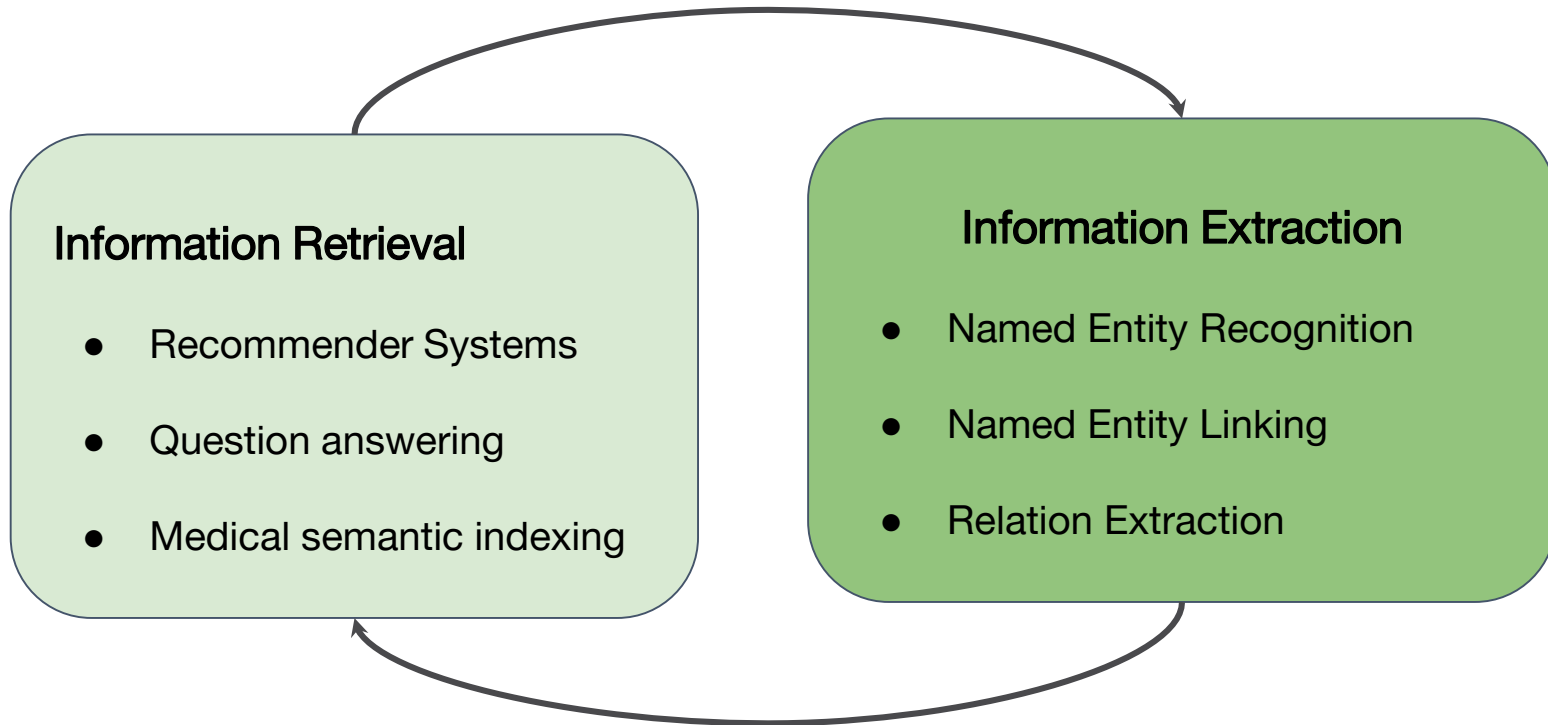 Information Retrieval
● Recommender Systems
● Question answering
● Medical semantic indexing
Information Extraction
● Named Entity Recognition
● Named Entity Linking
● Relation Extraction